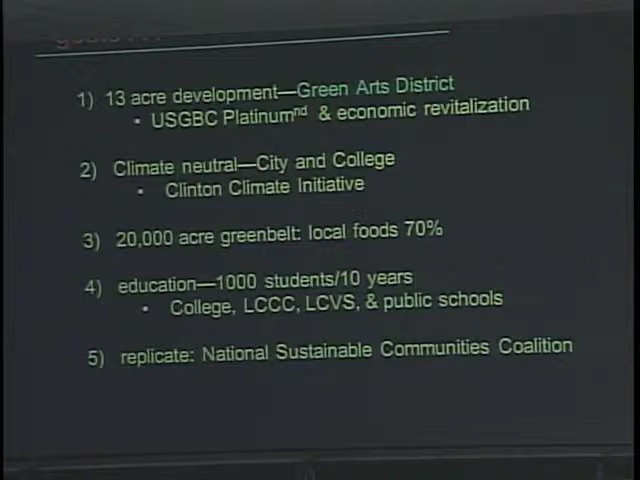 1) 13 acre development—Green Arts District
• USGBC Platinumnd & economic revitalization
2) Climate neutral—City and College
• Clinton Climate Initiative
3) 20,000 acre greenbelt: local foods 70%
4) education—1000 students/10 years
• College, LCCC, LCVS, & public schools
5) replicate: National Sustainable Communities Coalition